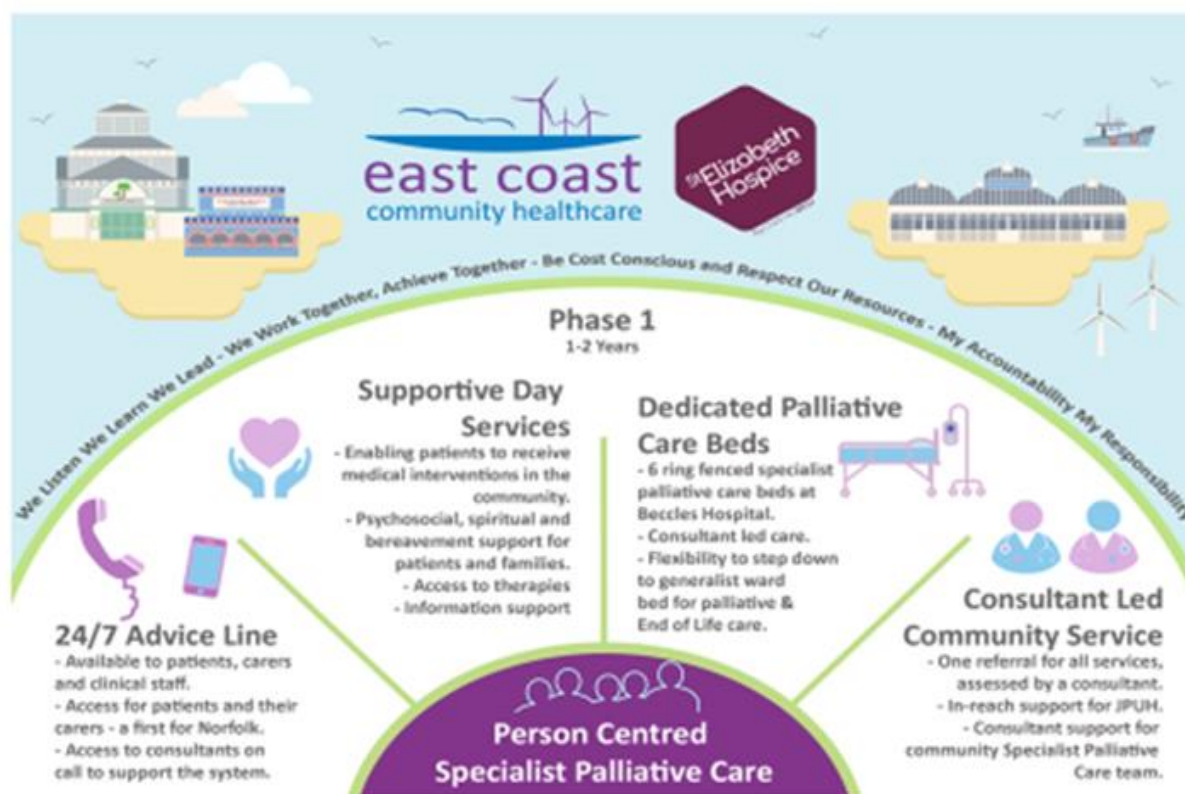 east coast
community healthcare
St Elizabeth
Hospice
We Listen We Learn We Lead - We Work Together, Achieve Together - Be Cost Conscious and Respect Our Resources - My Accountability My Responsibility
Phase 1
1-2 Years
24/7 Advice Line
- Available to patients, carers
and clinical staff.
- Access for patients and their
carers - a first for Norfolk.
- Access to consultants on
call to support the system.
Supportive Day
Services
- Enabling patients to receive
medical interventions in the
community.
- Psychosocial, spiritual and
bereavement support for
patients and families.
- Access to therapies
- Information support
Dedicated Palliative
Care Beds
- 6 ring fenced specialist
palliative care beds at
Beccles Hospital.
- Consultant led care.
- Flexibility to step down
to generalist ward
bed for palliative &
End of Life care.
Consultant Led
Community Service
- One referral for all services,
assessed by a consultant.
- In-reach support for JPUH.
- Consultant support for
community Specialist Palliative
Care team.
Person Centred
Specialist Palliative Care